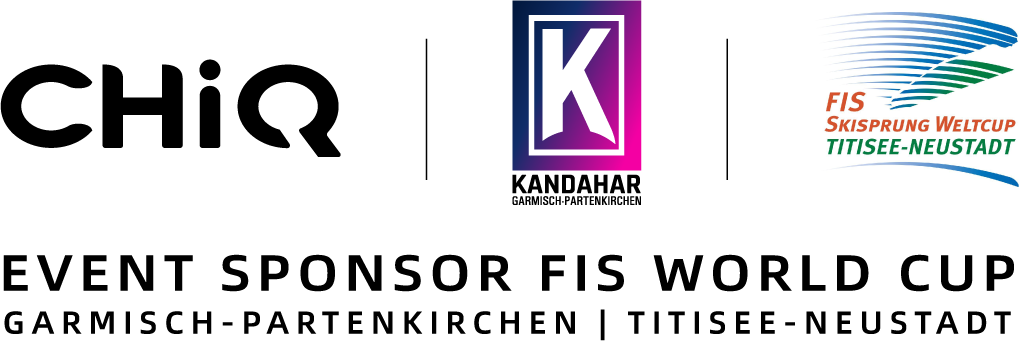 CHiQ
K
KANDAHAR
GARMISCH-PARTENKIRCHEN
FIS
SKISPRUNG WELTCUP
TITISEE-NEUSTADT
EVENT SPONSOR FIS WORLD CUP
GARMISCH-PARTENKIRCHEN | TITISEE-NEUSTADT